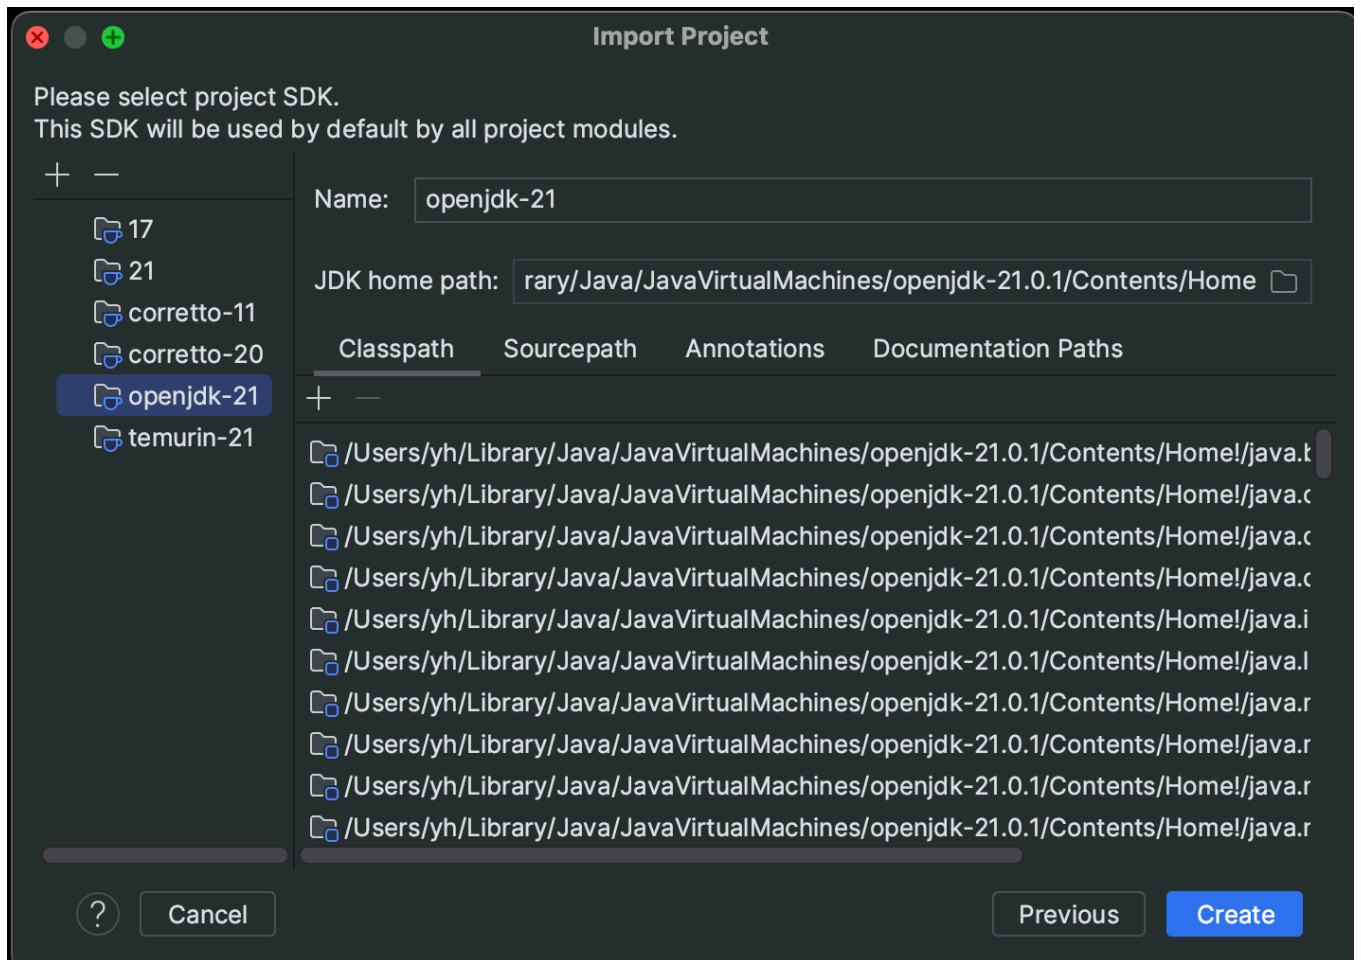 Import Project
Please select project SDK.
This SDK will be used by default by all project modules.
17
21
corretto-11
corretto-20
openjdk-21
temurin-21
Name: openjdk-21
JDK home path: rary/Java/JavaVirtualMachines/openjdk-21.0.1/Contents/Home
Classpath Sourcepath Annotations Documentation Paths
/Users/yh/Library/Java/JavaVirtualMachines/openjdk-21.0.1/Contents/Home!/java.b
/Users/yh/Library/Java/JavaVirtualMachines/openjdk-21.0.1/Contents/Home!/java.c
/Users/yh/Library/Java/JavaVirtualMachines/openjdk-21.0.1/Contents/Home!/java.c
/Users/yh/Library/Java/JavaVirtualMachines/openjdk-21.0.1/Contents/Home!/java.c
/Users/yh/Library/Java/JavaVirtualMachines/openjdk-21.0.1/Contents/Home!/java.i
/Users/yh/Library/Java/JavaVirtualMachines/openjdk-21.0.1/Contents/Home!/java.l
/Users/yh/Library/Java/JavaVirtualMachines/openjdk-21.0.1/Contents/Home!/java.r
/Users/yh/Library/Java/JavaVirtualMachines/openjdk-21.0.1/Contents/Home!/java.r
/Users/yh/Library/Java/JavaVirtualMachines/openjdk-21.0.1/Contents/Home!/java.r
/Users/yh/Library/Java/JavaVirtualMachines/openjdk-21.0.1/Contents/Home!/java.r
? Cancel Previous Create